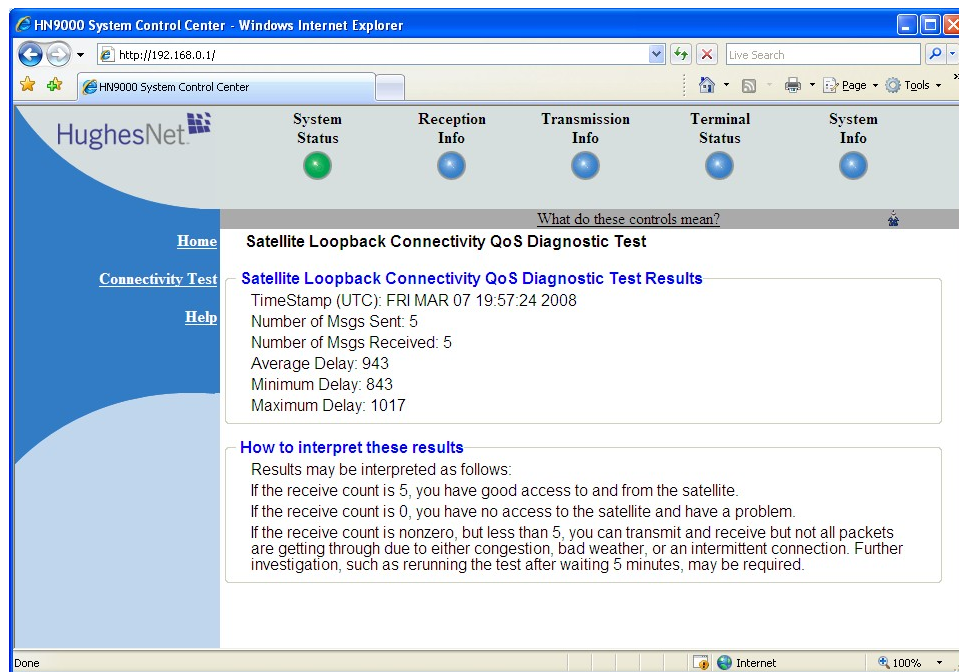 HN9000 System Control Center - Windows Internet Explorer
http://192.168.0.1/
Live Search
HN9000 System Control Center
Page
Tools
HughesNet.
System Status
Reception Info
Transmission Info
Terminal Status
System Info
What do these controls mean?
Home
Connectivity Test
Help
Satellite Loopback Connectivity QoS Diagnostic Test
Satellite Loopback Connectivity QoS Diagnostic Test Results
TimeStamp (UTC): FRI MAR 07 19:57:24 2008
Number of Msgs Sent: 5
Number of Msgs Received: 5
Average Delay: 943
Minimum Delay: 843
Maximum Delay: 1017
How to interpret these results
Results may be interpreted as follows:
If the receive count is 5, you have good access to and from the satellite.
If the receive count is 0, you have no access to the satellite and have a problem.
If the receive count is nonzero, but less than 5, you can transmit and receive but not all packets
are getting through due to either congestion, bad weather, or an intermittent connection. Further
investigation, such as rerunning the test after waiting 5 minutes, may be required.
Done
Internet
100%